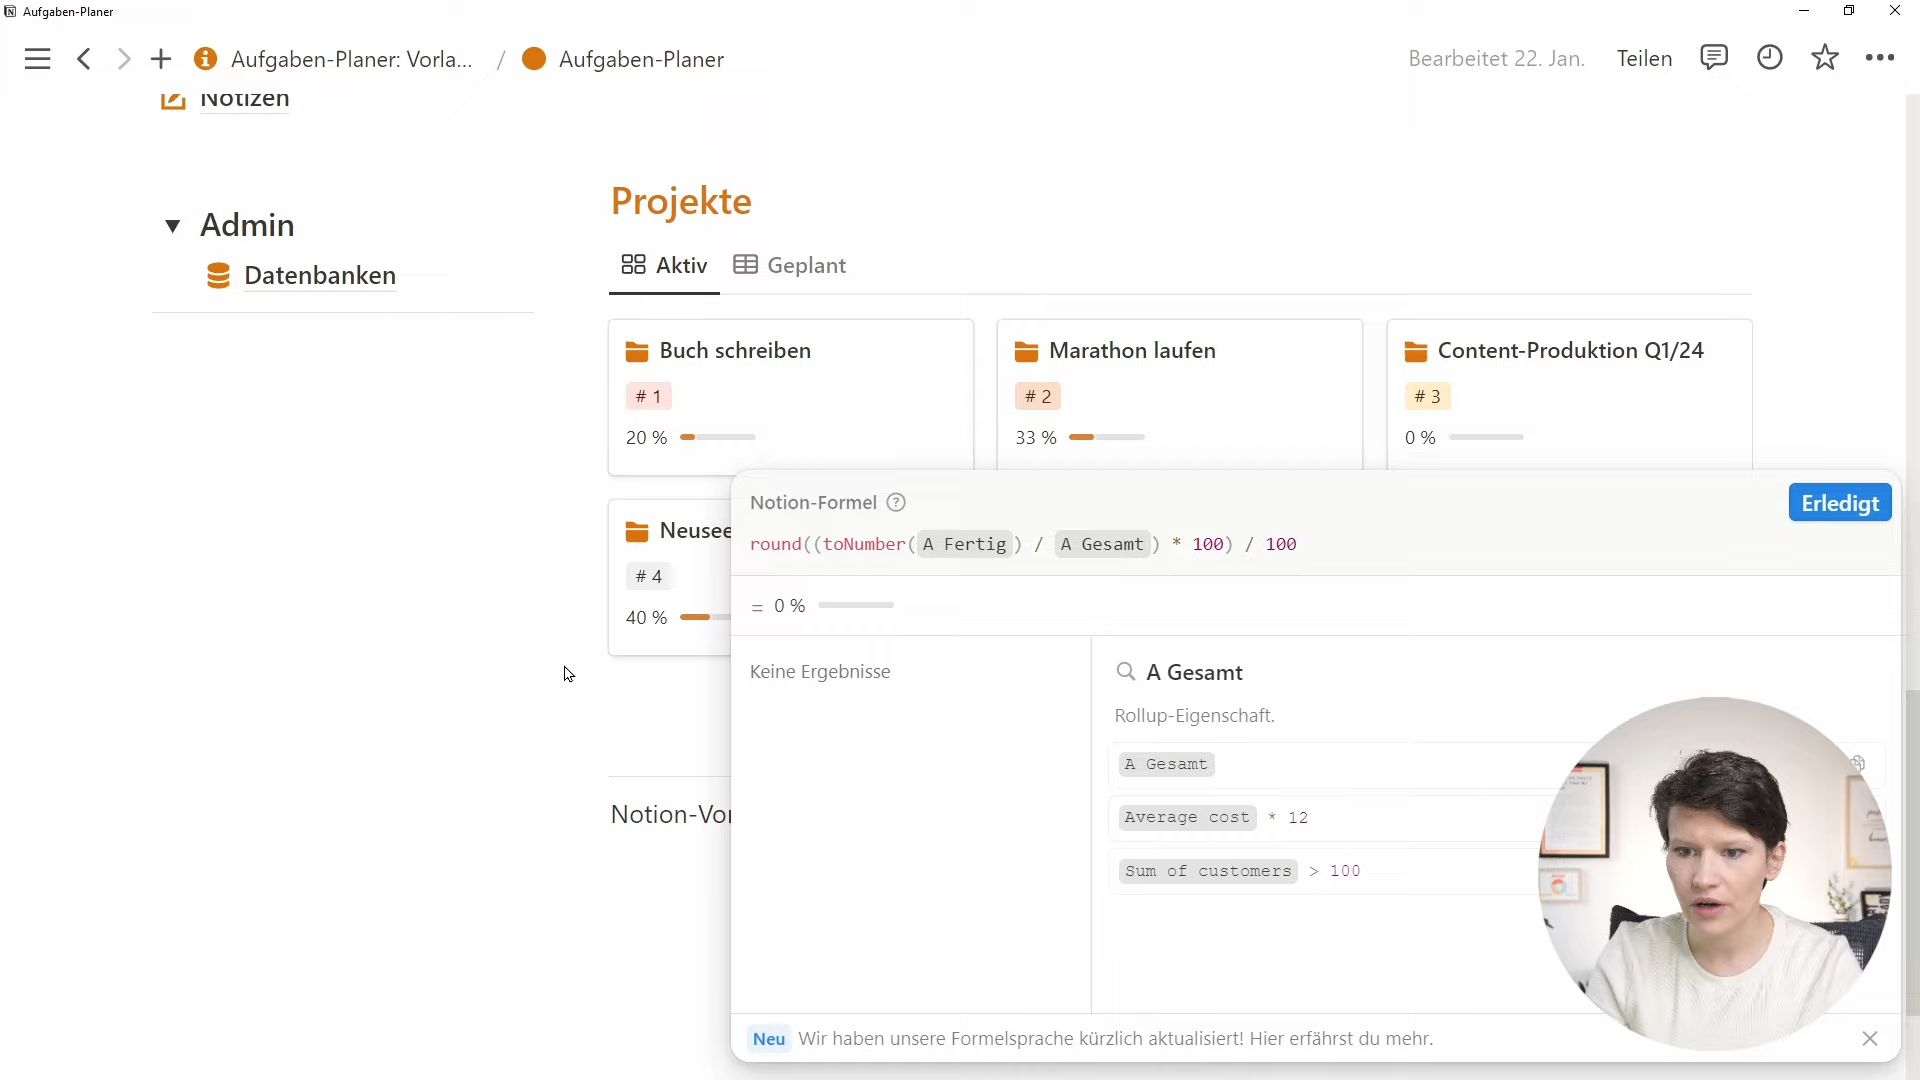 Aufgaben-Planer
Aufgaben-Planer: Vorla... / Aufgaben-Planer
Bearbeitet 22. Jan. Teilen
Notizen
Admin
Datenbanken
Projekte
Aktiv Geplant
Buch schreiben
# 1
20 %
Marathon laufen
# 2
33 %
Content-Produktion Q1/24
# 3
0 %
Neusee
# 4
40 %
Notion-Vor
Notion-Formel
Erledigt
round((toNumber(A Fertig) / A Gesamt) * 100) / 100
= 0 %
Keine Ergebnisse
A Gesamt
Rollup-Eigenschaft.
A Gesamt
Average cost * 12
Sum of customers > 100
Neu Wir haben unsere Formelsprache kürzlich aktualisiert! Hier erfährst du mehr.